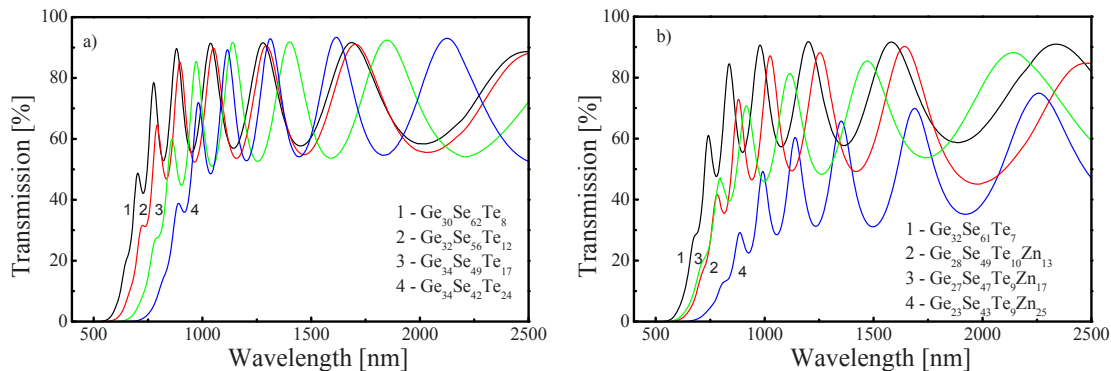 a)
Transmission [%]
100
80
60
40
20
0
1 2 3 4
1 - Ge₃₀Se₆₂Te₈
2 - Ge₃₂Se₅₆Te₁₂
3 - Ge₃₄Se₄₉Te₁₇
4 - Ge₃₄Se₄₂Te₂₄
500 1000 1500 2000 2500
Wavelength [nm]
b)
Transmission [%]
100
80
60
40
20
0
1 3 2 4
1 - Ge₃₂Se₆₁Te₇
2 - Ge₂₈Se₄₉Te₁₀Zn₁₃
3 - Ge₂₇Se₄₇Te₉Zn₁₇
4 - Ge₂₃Se₄₃Te₉Zn₂₅
500 1000 1500 2000 2500
Wavelength [nm]